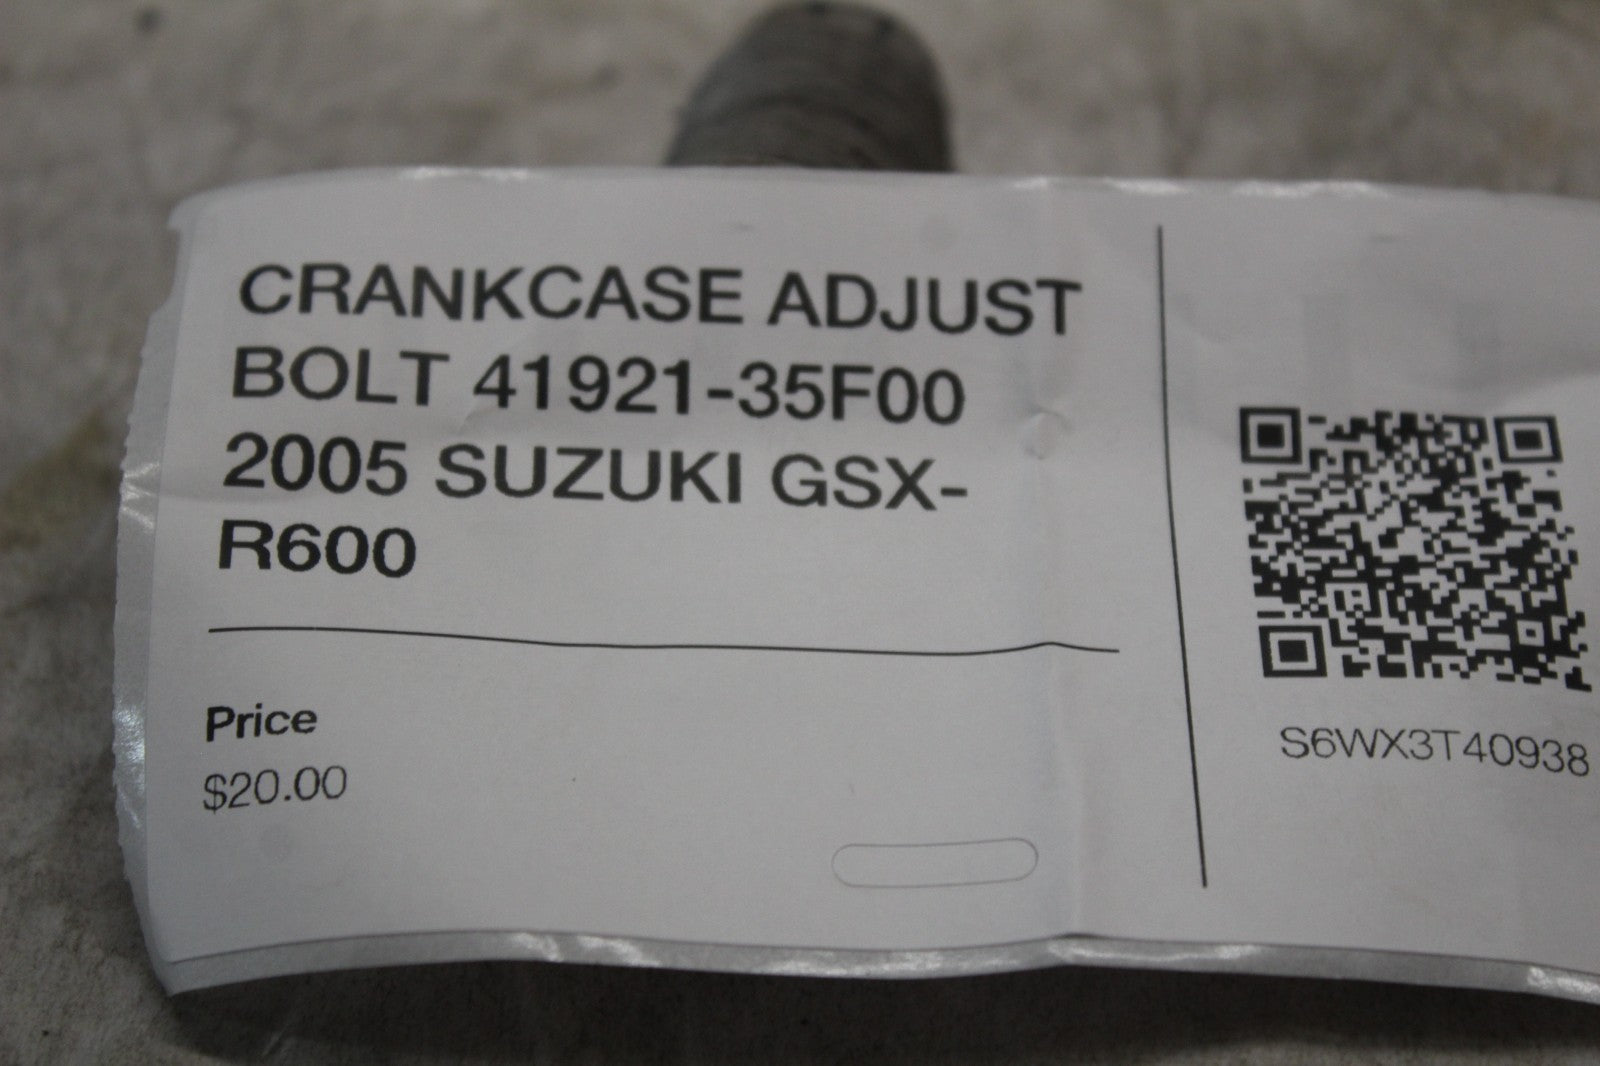 CRANKCASE ADJUST
BOLT 41921-35F00
2005 SUZUKI GSX-
R600
Price
$20.00
S6WX3T40938